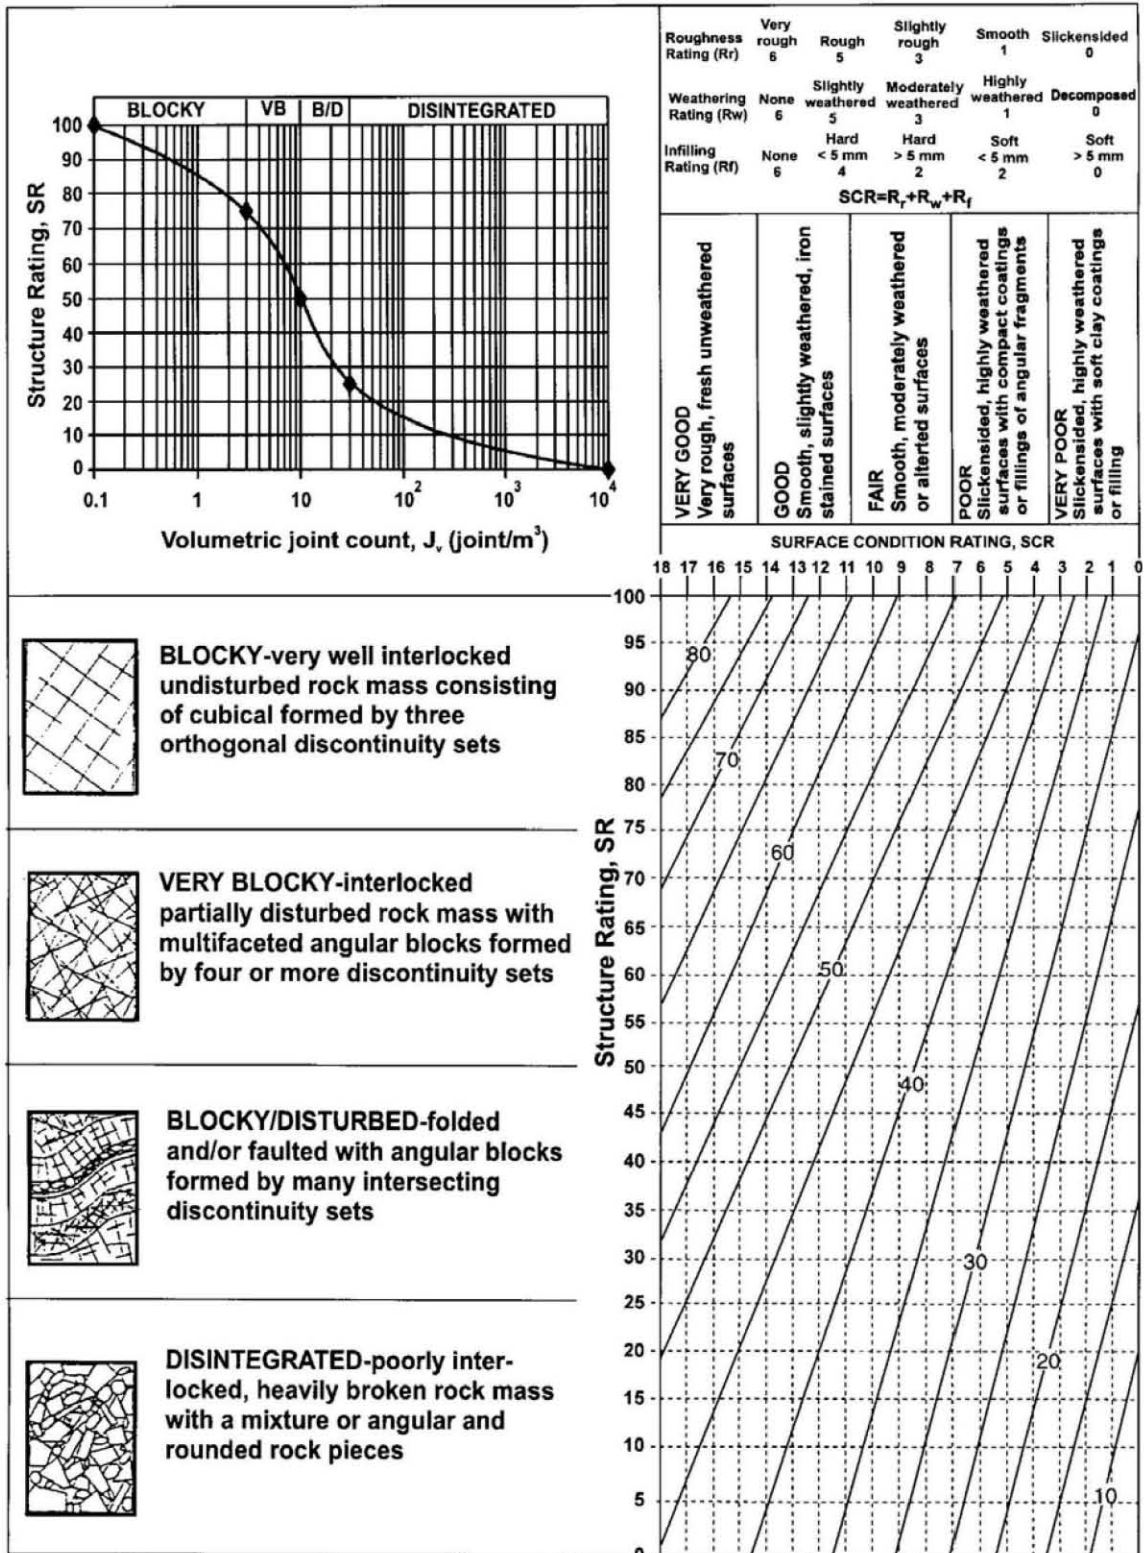 Roughness Rating (Rr)
Very rough 6
Rough 5
Slightly rough 3
Smooth 1
Slickensided 0
Weathering Rating (Rw)
None 6
Slightly weathered 5
Moderately weathered 3
Highly weathered 1
Decomposed 0
Infilling Rating (Rf)
None 6
Hard < 5 mm 4
Hard > 5 mm 2
Soft < 5 mm 2
Soft > 5 mm 0
SCR=Rr+Rw+Rf
BLOCKY VB B/D DISINTEGRATED
Structure Rating, SR
100
90
80
70
60
50
40
30
20
10
0
0.1 1 10 10² 10³ 10⁴
Volumetric joint count, Jv (joint/m³)
VERY GOOD
Very rough, fresh unweathered
surfaces
GOOD
Smooth, slightly weathered, iron
stained surfaces
FAIR
Smooth, moderately weathered
or alterted surfaces
POOR
Slickensided, highly weathered
surfaces with compact coatings
or fillings of angular fragments
VERY POOR
Slickensided, highly weathered
surfaces with soft clay coatings
or filling
SURFACE CONDITION RATING, SCR
18 17 16 15 14 13 12 11 10 9 8 7 6 5 4 3 2 1 0
BLOCKY-very well interlocked
undisturbed rock mass consisting
of cubical formed by three
orthogonal discontinuity sets
VERY BLOCKY-interlocked
partially disturbed rock mass with
multifaceted angular blocks formed
by four or more discontinuity sets
BLOCKY/DISTURBED-folded
and/or faulted with angular blocks
formed by many intersecting
discontinuity sets
DISINTEGRATED-poorly inter-
locked, heavily broken rock mass
with a mixture or angular and
rounded rock pieces
Structure Rating, SR
100
95
90
85
80
75
70
65
60
55
50
45
40
35
30
25
20
15
10
5
0
80
70
60
50
40
30
20
10